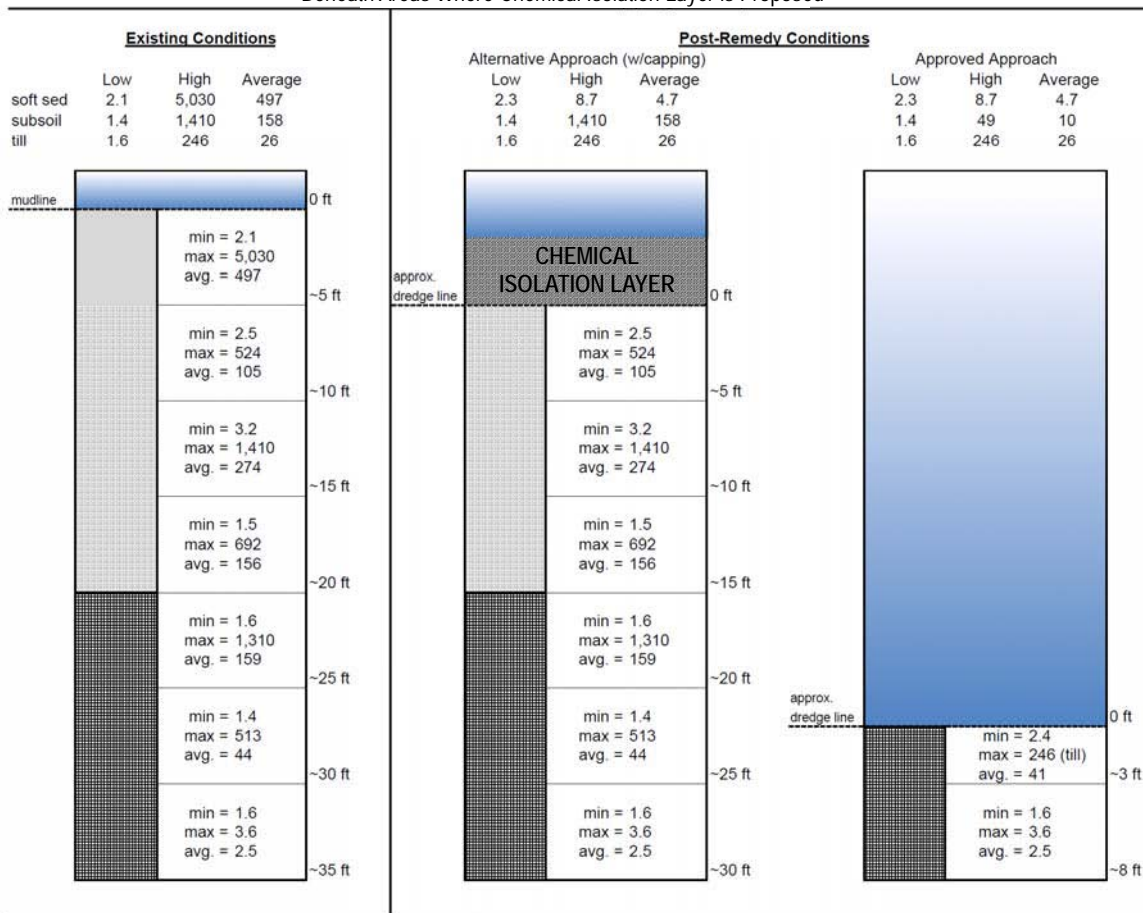 Beneath Areas Where Chemical Isolation Layer is Proposed
Existing Conditions
Low High Average
soft sed 2.1 5,030 497
subsoil 1.4 1,410 158
till 1.6 246 26
mudline
0 ft
min = 2.1
max = 5,030
avg. = 497
~5 ft
min = 2.5
max = 524
avg. = 105
~10 ft
min = 3.2
max = 1,410
avg. = 274
~15 ft
min = 1.5
max = 692
avg. = 156
~20 ft
min = 1.6
max = 1,310
avg. = 159
~25 ft
min = 1.4
max = 513
avg. = 44
~30 ft
min = 1.6
max = 3.6
avg. = 2.5
~35 ft
Post-Remedy Conditions
Alternative Approach (w/capping)
Low High Average
2.3 8.7 4.7
1.4 1,410 158
1.6 246 26
CHEMICAL
ISOLATION LAYER
approx.
dredge line
0 ft
min = 2.5
max = 524
avg. = 105
~5 ft
min = 3.2
max = 1,410
avg. = 274
~10 ft
min = 1.5
max = 692
avg. = 156
~15 ft
min = 1.6
max = 1,310
avg. = 159
~20 ft
min = 1.4
max = 513
avg. = 44
~25 ft
min = 1.6
max = 3.6
avg. = 2.5
~30 ft
Approved Approach
Low High Average
2.3 8.7 4.7
1.4 49 10
1.6 246 26
approx.
dredge line
0 ft
min = 2.4
max = 246 (till)
avg. = 41
~3 ft
min = 1.6
max = 3.6
avg. = 2.5
~8 ft